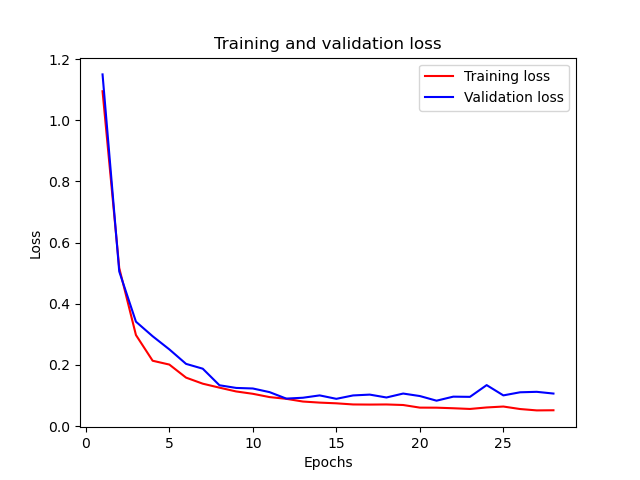 Training and validation loss
Training loss
Validation loss
1.2
1.0
0.8
0.6
0.4
0.2
0.0
Loss
0 5 10 15 20 25
Epochs